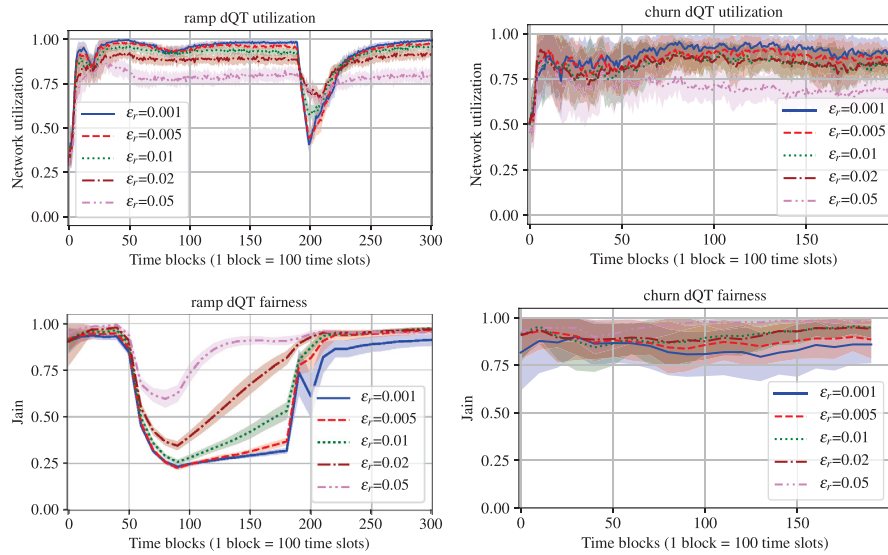 ramp dQT utilization
1.00
0.75
0.50
0.25
0.00
Network utilization
εr=0.001
εr=0.005
εr=0.01
εr=0.02
εr=0.05
0 50 100 150 200 250 300
Time blocks (1 block = 100 time slots)
churn dQT utilization
1.00
0.75
0.50
0.25
0.00
Network utilization
εr=0.001
εr=0.005
εr=0.01
εr=0.02
εr=0.05
0 50 100 150
Time blocks (1 block = 100 time slots)
ramp dQT fairness
1.00
0.75
0.50
0.25
0.00
Jain
εr=0.001
εr=0.005
εr=0.01
εr=0.02
εr=0.05
0 50 100 150 200 250 300
Time blocks (1 block = 100 time slots)
churn dQT fairness
1.00
0.75
0.50
0.25
0.00
Jain
εr=0.001
εr=0.005
εr=0.01
εr=0.02
εr=0.05
0 50 100 150
Time blocks (1 block = 100 time slots)